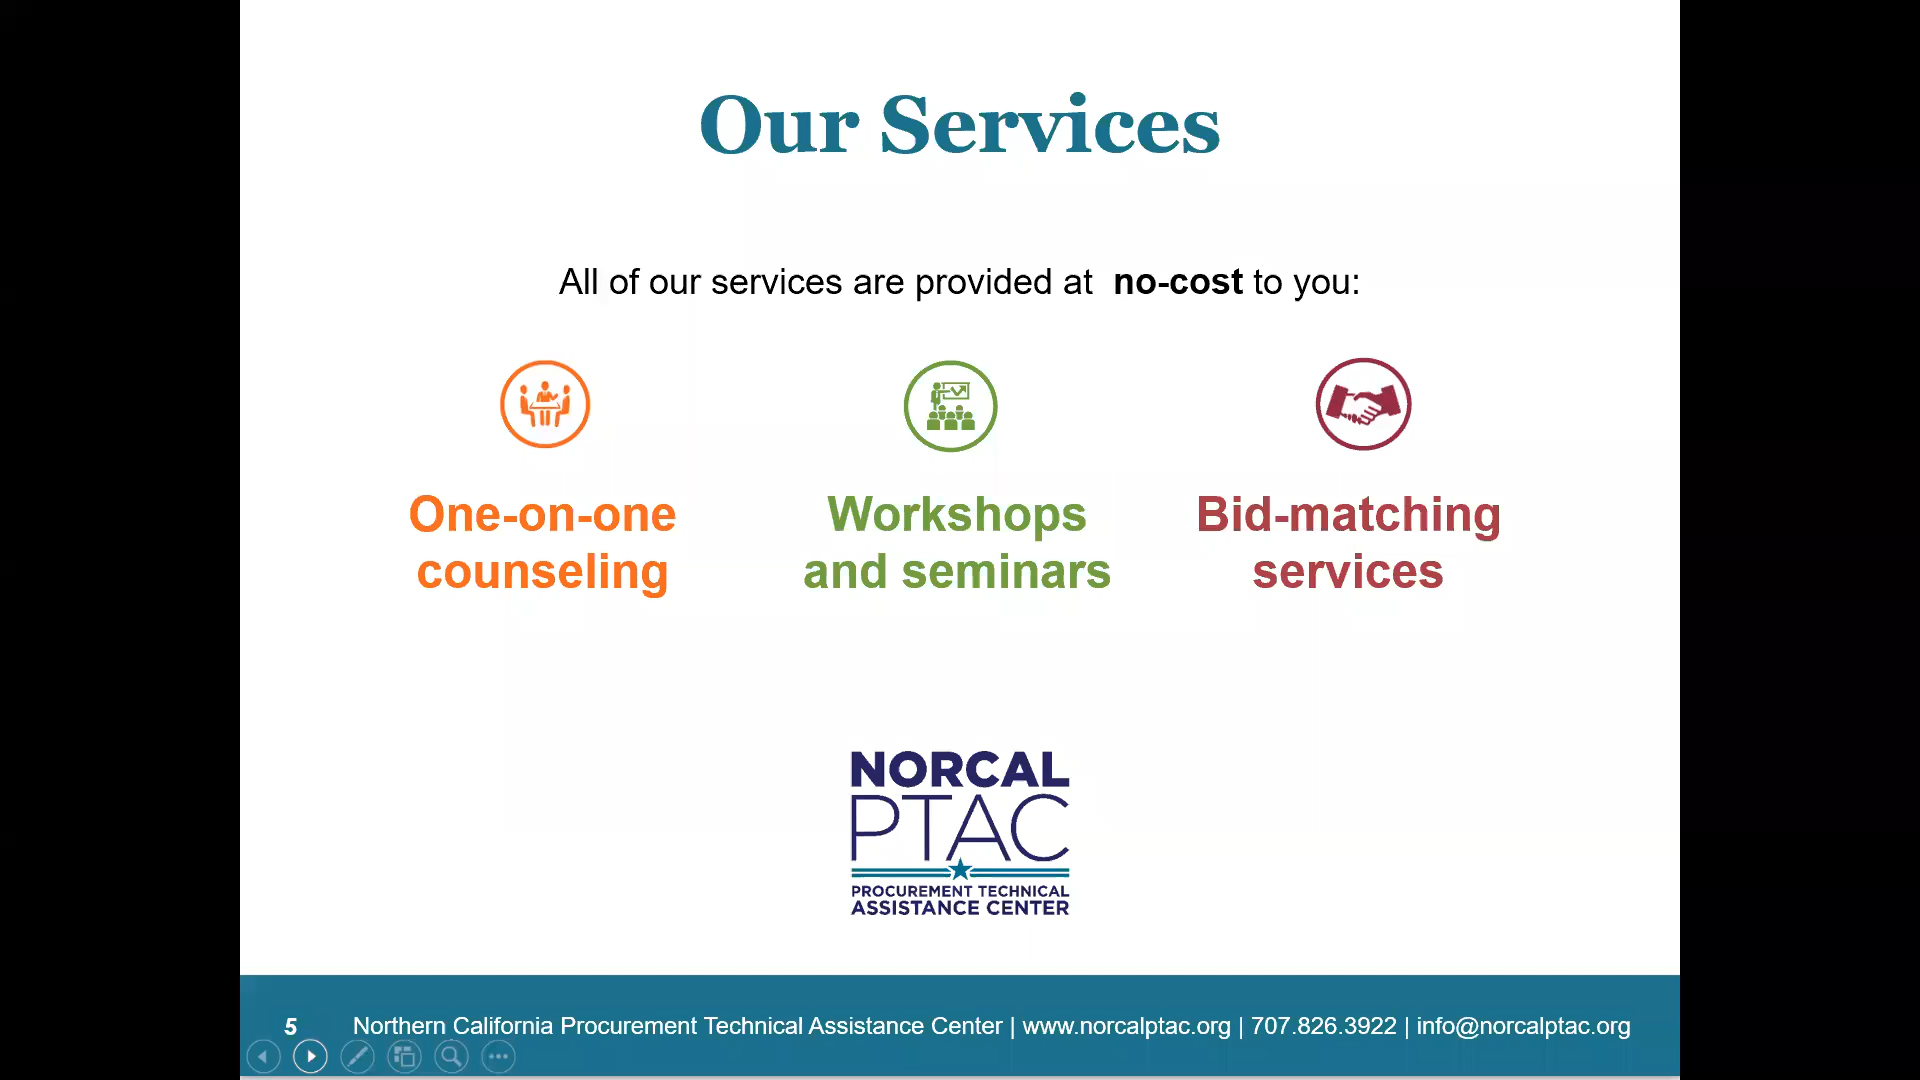 Our Services
All of our services are provided at no-cost to you:
One-on-one
counseling
Workshops
and seminars
Bid-matching
services
NORCAL
PTAC
PROCUREMENT TECHNICAL
ASSISTANCE CENTER
5 Northern California Procurement Technical Assistance Center | www.norcalptac.org | 707.826.3922 | info@norcalptac.org